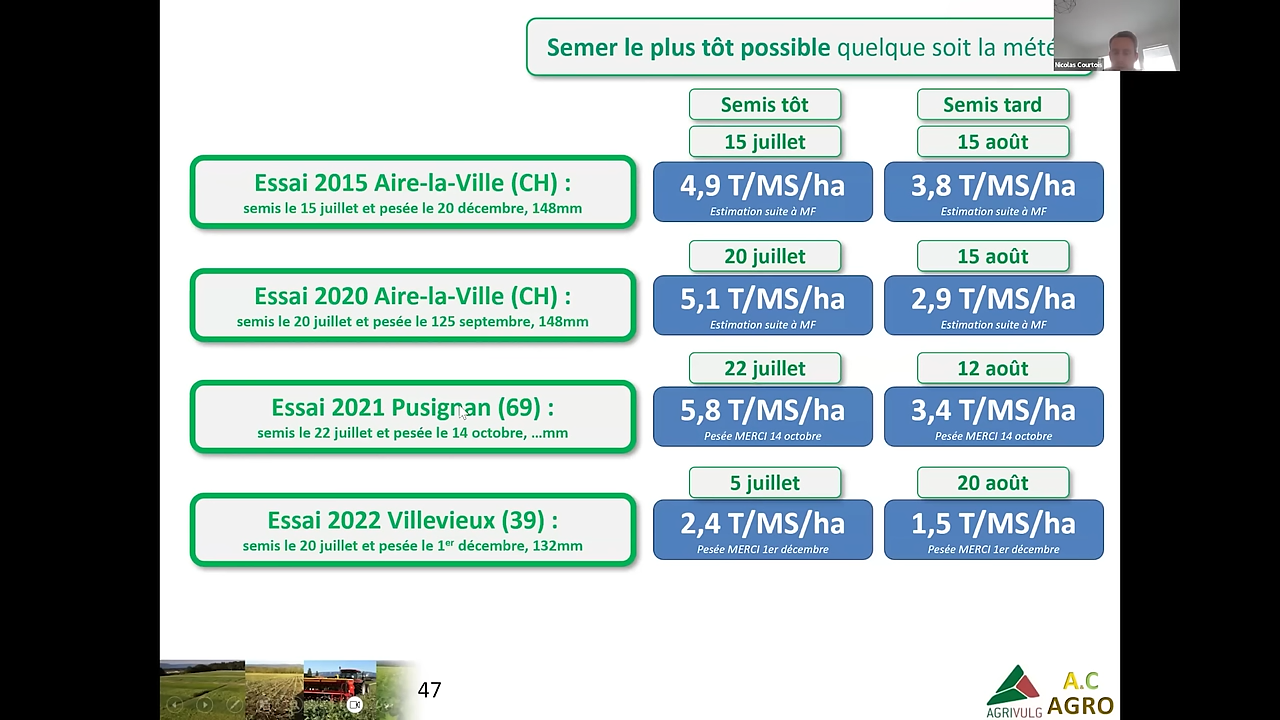 Semer le plus tôt possible quelque soit la mété
Nicolas Courtois
Semis tôt
Semis tard
15 juillet
15 août
Essai 2015 Aire-la-Ville (CH) :
semis le 15 juillet et pesée le 20 décembre, 148mm
4,9 T/MS/ha
Estimation suite à MF
3,8 T/MS/ha
Estimation suite à MF
20 juillet
15 août
Essai 2020 Aire-la-Ville (CH) :
semis le 20 juillet et pesée le 125 septembre, 148mm
5,1 T/MS/ha
Estimation suite à MF
2,9 T/MS/ha
Estimation suite à MF
22 juillet
12 août
Essai 2021 Pusignan (69) :
semis le 22 juillet et pesée le 14 octobre, ...mm
5,8 T/MS/ha
Pesée MERCI 14 octobre
3,4 T/MS/ha
Pesée MERCI 14 octobre
5 juillet
20 août
Essai 2022 Villevieux (39) :
semis le 20 juillet et pesée le 1er décembre, 132mm
2,4 T/MS/ha
Pesée MERCI 1er décembre
1,5 T/MS/ha
Pesée MERCI 1er décembre
47
AGRIVULG
A.C
AGRO